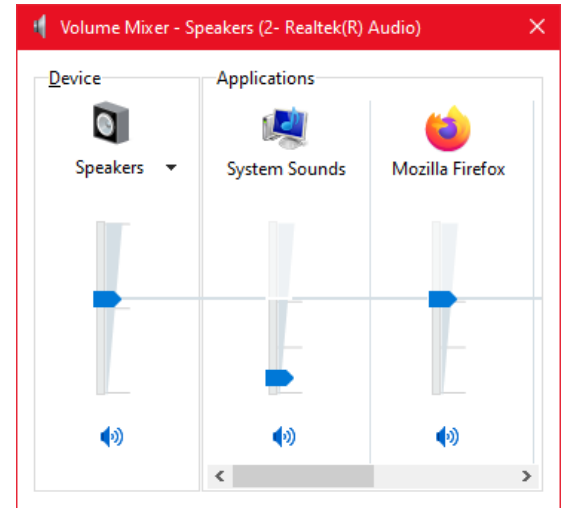 Volume Mixer - Speakers (2- Realtek(R) Audio)
Device
Applications
Speakers
System Sounds
Mozilla Firefox